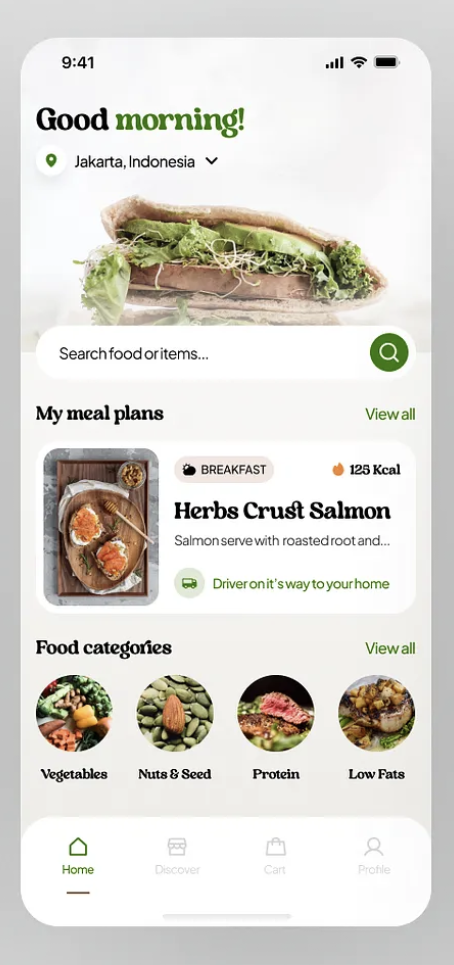 9:41
Good morning!
Jakarta, Indonesia
Search food or items...
My meal plans
View all
BREAKFAST
125 Kcal
Herbs Crust Salmon
Salmon serve with roasted root and...
Driver on it's way to your home
Food categories
View all
Vegetables
Nuts & Seed
Protein
Low Fats
Home
Discover
Cart
Profile